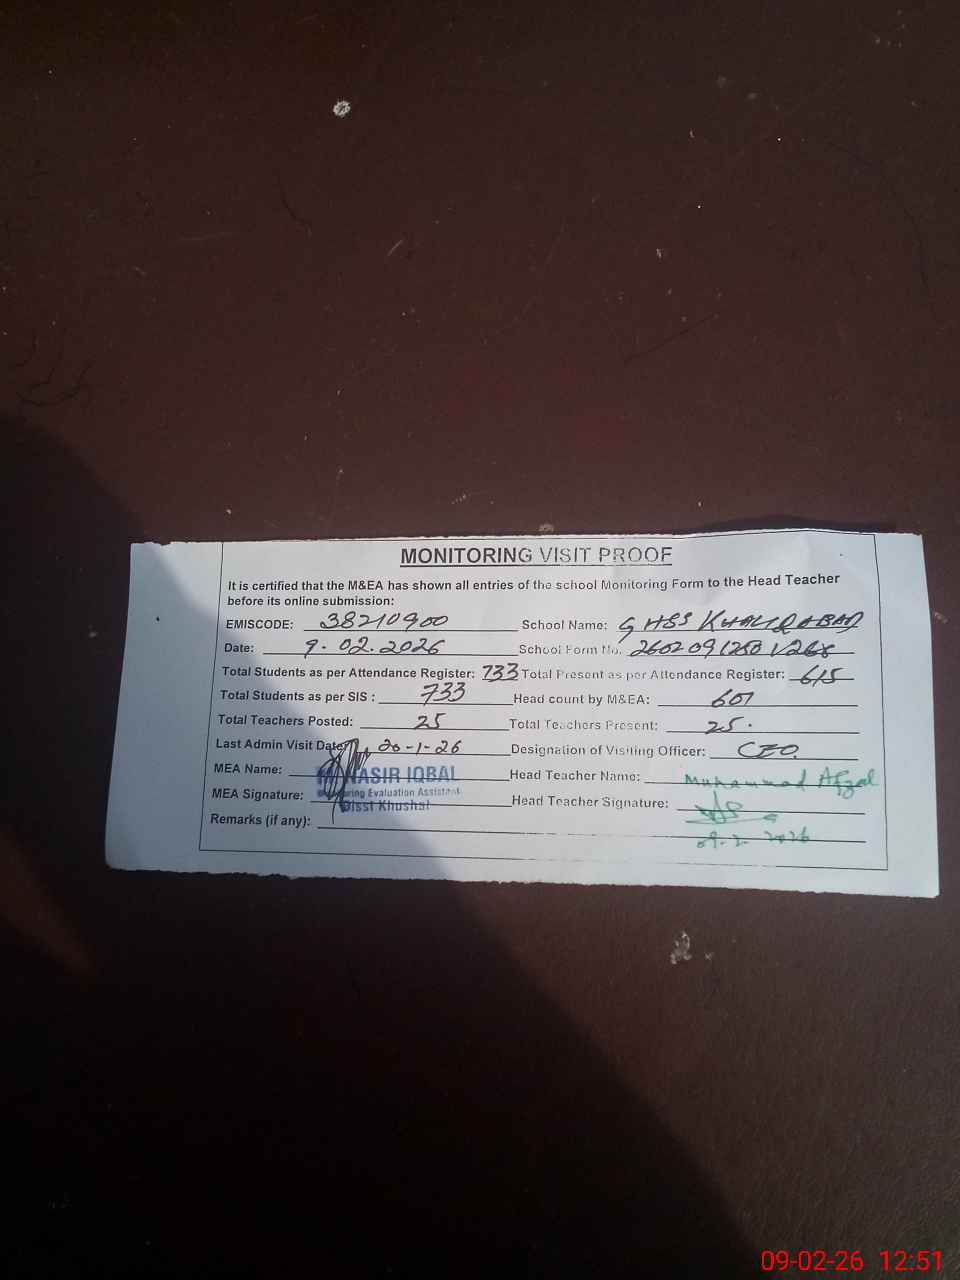 MONITORING VISIT PROOF
It is certified that the M&EA has shown all entries of the school Monitoring Form to the Head Teacher
before its online submission:
EMISCODE: 38210900 School Name: GHSS KHALIQABAD
Date: 9.02.2026 School Form No.
Total Students as per Attendance Register: 733 Total Present as per Attendance Register: 615
Total Students as per SIS : 733 Head count by M&EA: 607
Total Teachers Posted: 25 Total Teachers Present: 25.
Last Admin Visit Date 20-1-26 Designation of Visiting Officer: CEO.
MEA Name: NASIR IQBAL Head Teacher Name: Muhammad Afzal
Evaluation Assistant
MEA Signature: Head Teacher Signature:
Disst Khushab
Remarks (if any): 09-2-2026
09-02-26 12:51